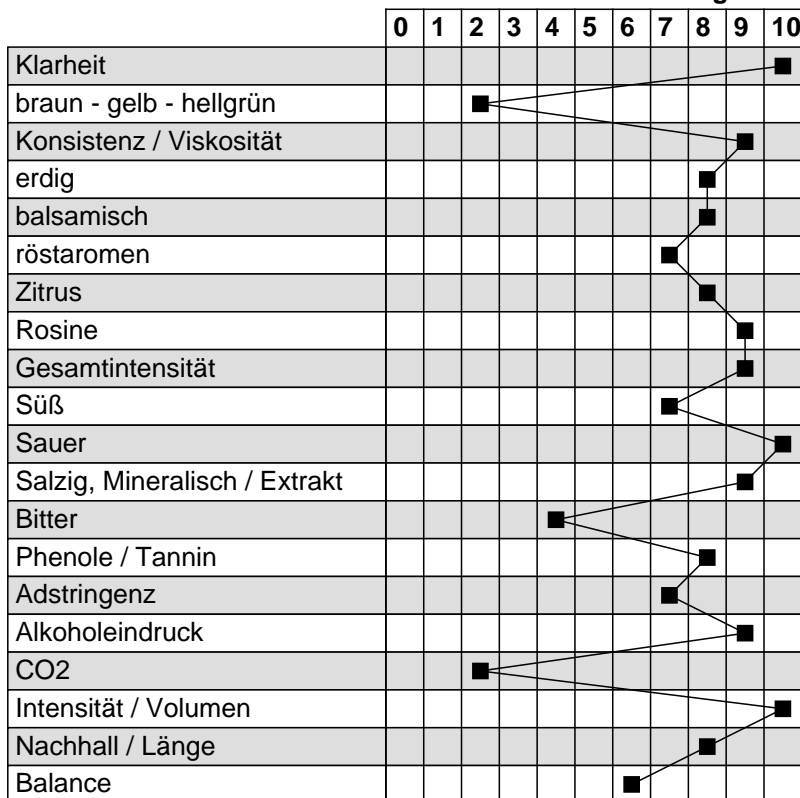 0 1 2 3 4 5 6 7 8 9 10
Klarheit
braun - gelb - hellgrün
Konsistenz / Viskosität
erdig
balsamisch
röstaromen
Zitrus
Rosine
Gesamtintensität
Süß
Sauer
Salzig, Mineralisch / Extrakt
Bitter
Phenole / Tannin
Adstringenz
Alkoholeindruck
CO2
Intensität / Volumen
Nachhall / Länge
Balance